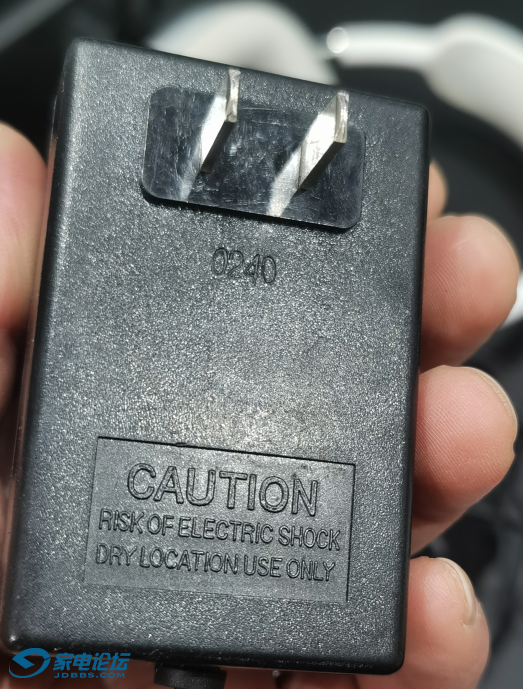 0240
CAUTION
RISK OF ELECTRIC SHOCK
DRY LOCATION USE ONLY
家电论坛
JDBBS.COM